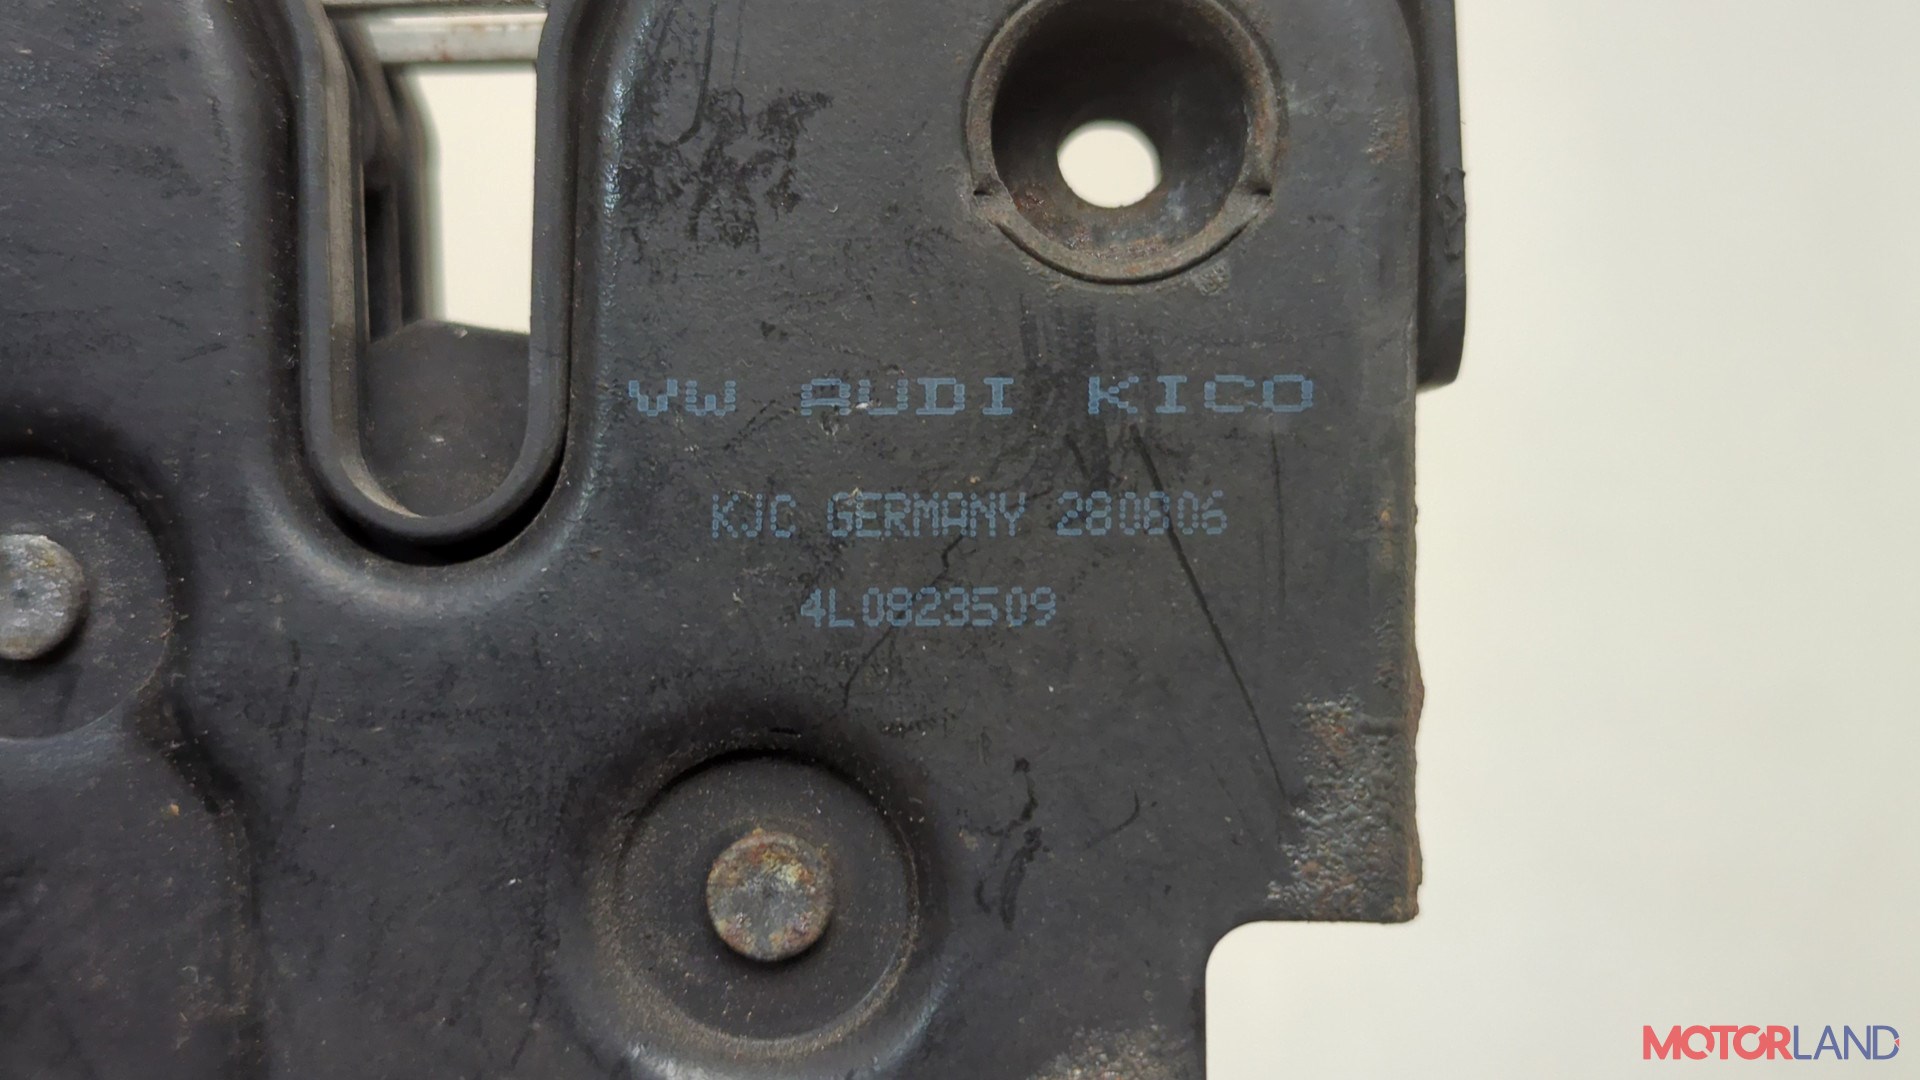 VW AUDI KICO
KJC GERMANY 280806
4L0823509
MOTORLAND